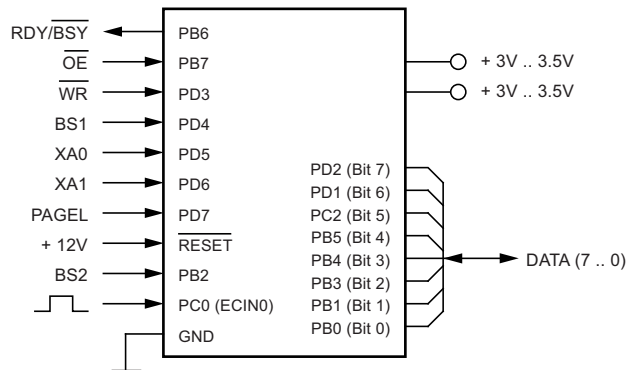 RDY/BSY PB6
OE PB7 + 3V .. 3.5V
WR PD3 + 3V .. 3.5V
BS1 PD4
XA0 PD5
XA1 PD6
PAGEL PD7
+ 12V RESET
BS2 PB2
PC0 (ECIN0)
GND
PD2 (Bit 7)
PD1 (Bit 6)
PC2 (Bit 5)
PB5 (Bit 4)
PB4 (Bit 3)
PB3 (Bit 2)
PB1 (Bit 1)
PB0 (Bit 0)
DATA (7 .. 0)